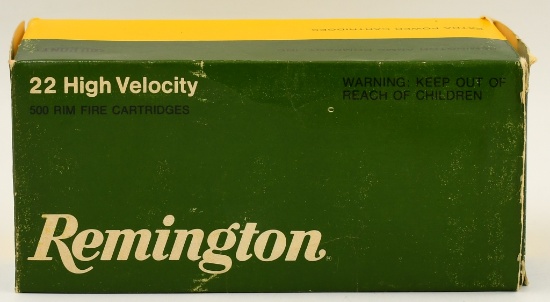 22 High Velocity
500 RIM FIRE CARTRIDGES
WARNING: KEEP OUT OF
REACH OF CHILDREN
Remington